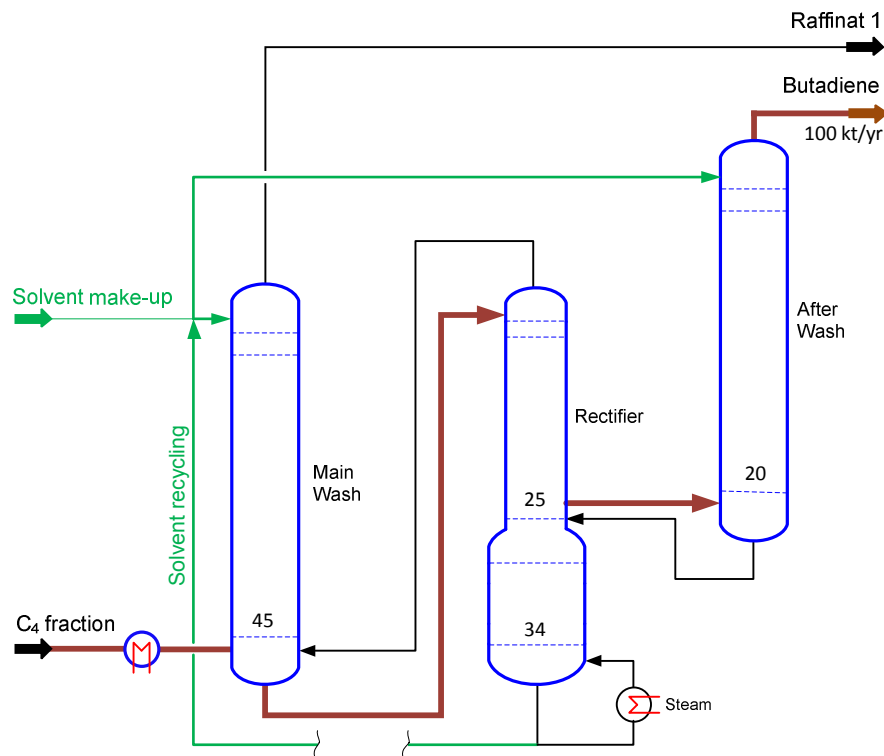 Raffinat 1
Butadiene
100 kt/yr
Solvent make-up
After
Wash
Rectifier
Solvent recycling
Main
Wash
25
20
C₄ fraction
45
34
Steam